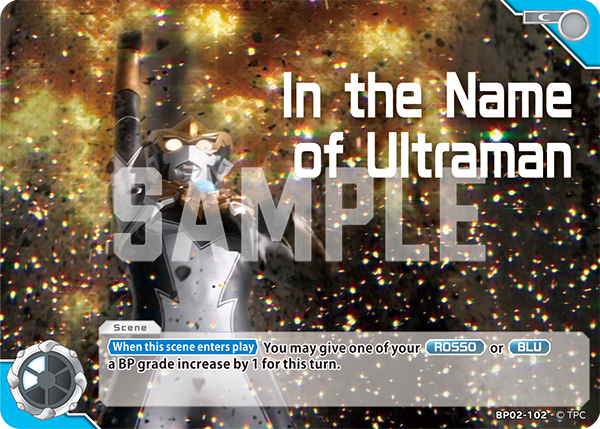 C
In the Name
of Ultraman
SAMPLE
Scene
When this scene enters play You may give one of your ROSSO or BLU
a BP grade increase by 1 for this turn.
BP02-102 - © TPC